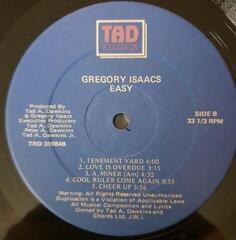 TAD
RECORDS
GREGORY ISAACS
EASY
Produced By
Tad A. Dawkins
& Gregory Isaacs
Executive Producers
Tad A. Dawkins
Peter A. Dawkins
Tad A. Dawkins Jr.
TRD 319848
SIDE B
33 1/3 RPM
1. TENEMENT YARD 4:00
2. LOVE IS OVERDUE 3:15
3. A, MINER (Am) 4:32
4. COOL RULER COME AGAIN 3:55
5. CHEER UP 3:56
Warning: All Rights Reserved Unauthorized
Duplication is a Violation of Applicable Laws
All Musical Composition and Lyrics
Owned by Tad A. Dawkins and
Chords Ltd. J.W.I.